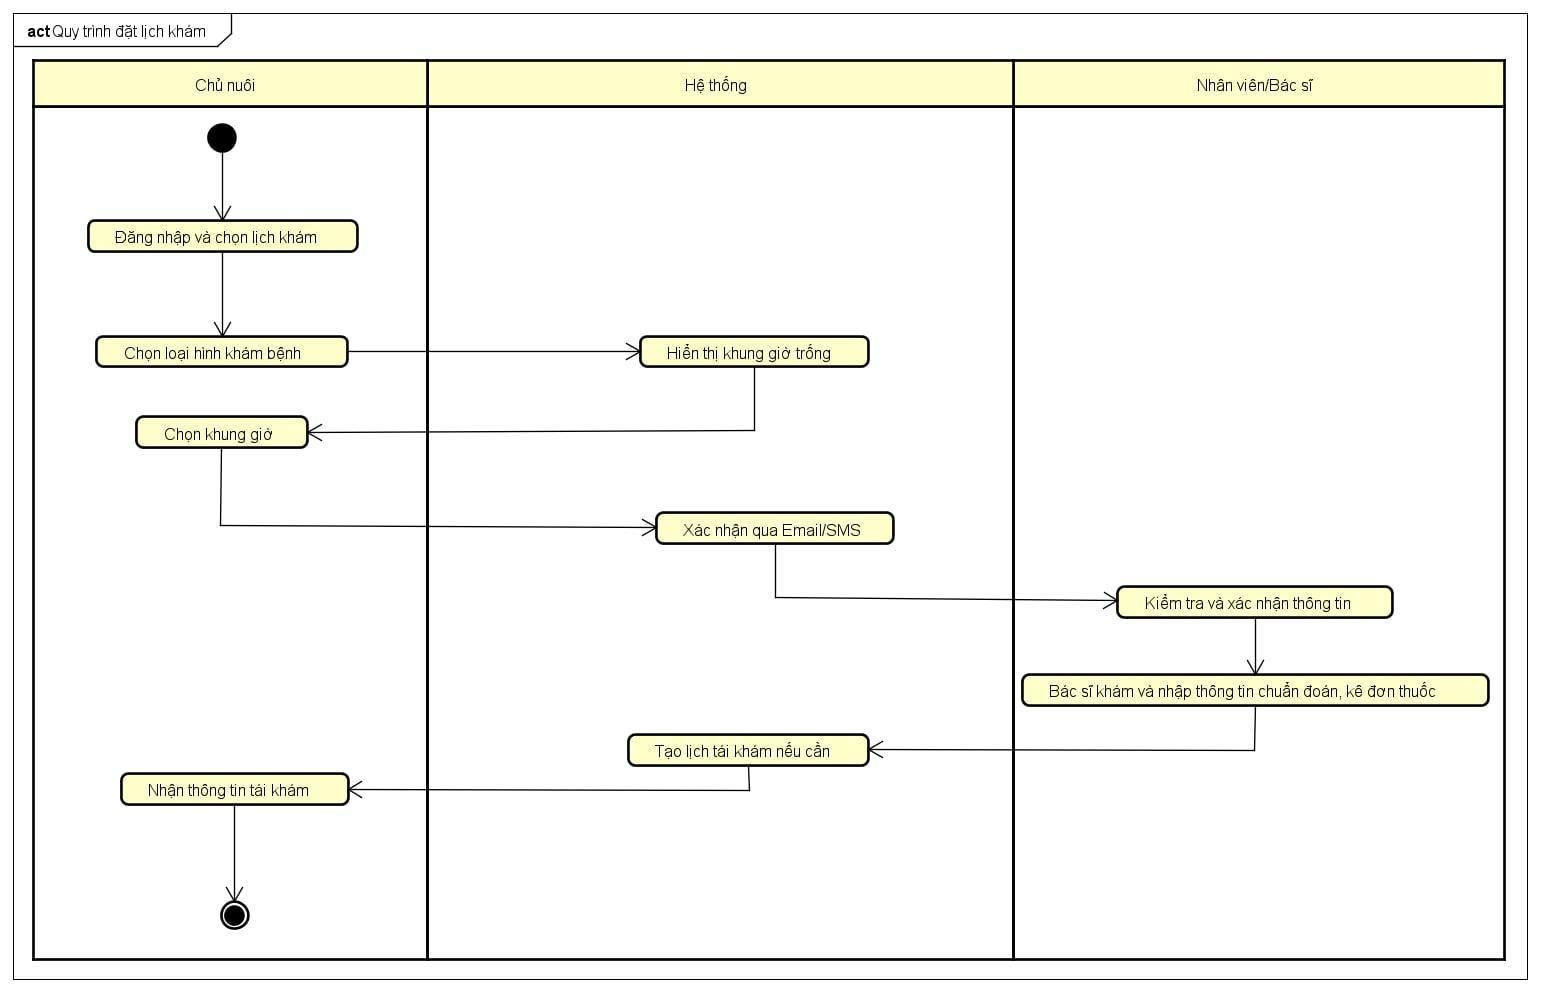 act Quy trình đặt lịch khám
Chủ nuôi
Hệ thống
Nhân viên/Bác sĩ
Đăng nhập và chọn lịch khám
Chọn loại hình khám bệnh
Hiển thị khung giờ trống
Chọn khung giờ
Xác nhận qua Email/SMS
Kiểm tra và xác nhận thông tin
Bác sĩ khám và nhập thông tin chuẩn đoán, kê đơn thuốc
Tạo lịch tái khám nếu cần
Nhận thông tin tái khám